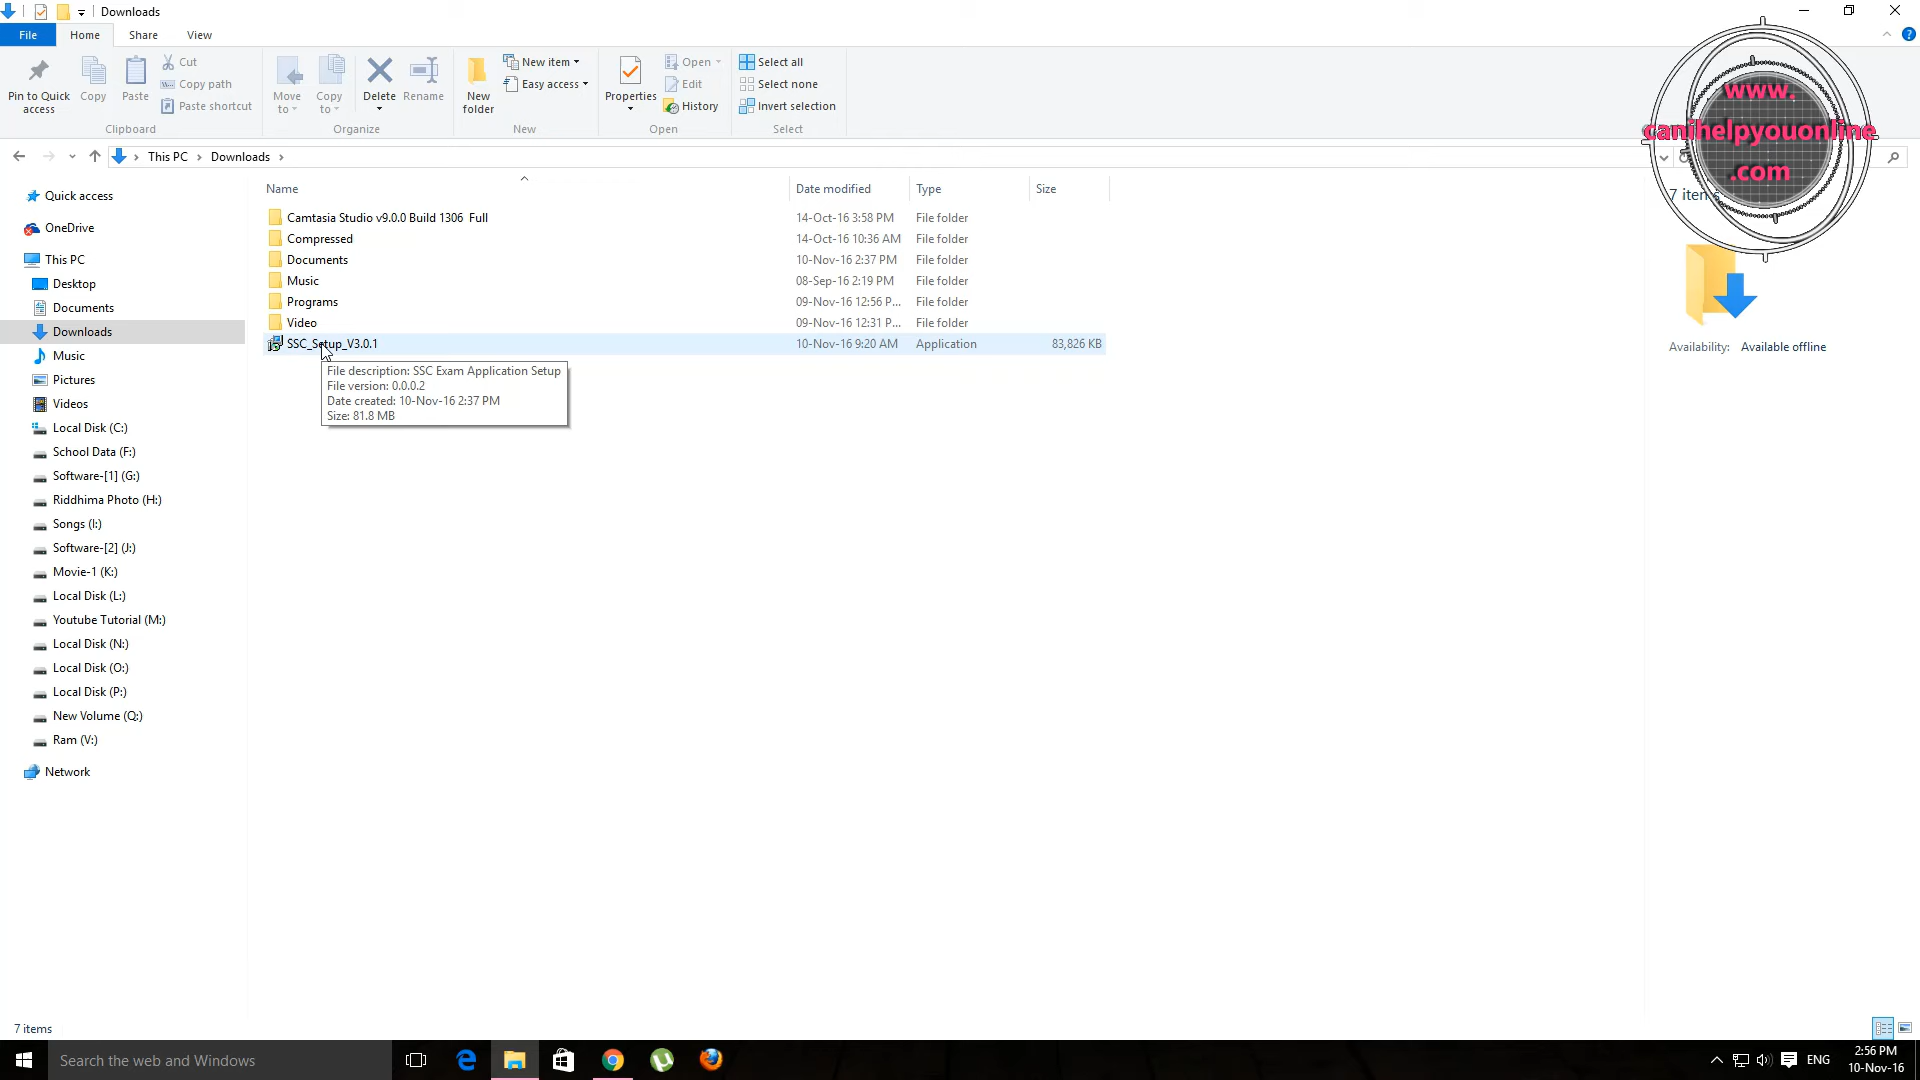 Downloads
File Home Share View
Pin to Quick access
Copy
Paste
Cut
Copy path
Paste shortcut
Clipboard
Move to
Copy to
Delete
Rename
Organize
New folder
New item
Easy access
New
Properties
Open
Edit
History
Open
Select all
Select none
Invert selection
Select
www.
canihelpyouonline
.com
This PC > Downloads >
Quick access
OneDrive
This PC
Desktop
Documents
Downloads
Music
Pictures
Videos
Local Disk (C:)
School Data (F:)
Software-[1] (G:)
Riddhima Photo (H:)
Songs (I:)
Software-[2] (J:)
Movie-1 (K:)
Local Disk (L:)
Youtube Tutorial (M:)
Local Disk (N:)
Local Disk (O:)
Local Disk (P:)
New Volume (Q:)
Ram (V:)
Network
Name Date modified Type Size
Camtasia Studio v9.0.0 Build 1306 Full 14-Oct-16 3:58 PM File folder
Compressed 14-Oct-16 10:36 AM File folder
Documents 10-Nov-16 2:37 PM File folder
Music 08-Sep-16 2:19 PM File folder
Programs 09-Nov-16 12:56 P... File folder
Video 09-Nov-16 12:31 P... File folder
SSC_Setup_V3.0.1 10-Nov-16 9:20 AM Application 83,826 KB
File description: SSC Exam Application Setup
File version: 0.0.0.2
Date created: 10-Nov-16 2:37 PM
Size: 81.8 MB
7 items
Availability: Available offline
7 items
Search the web and Windows
ENG
2:56 PM
10-Nov-16